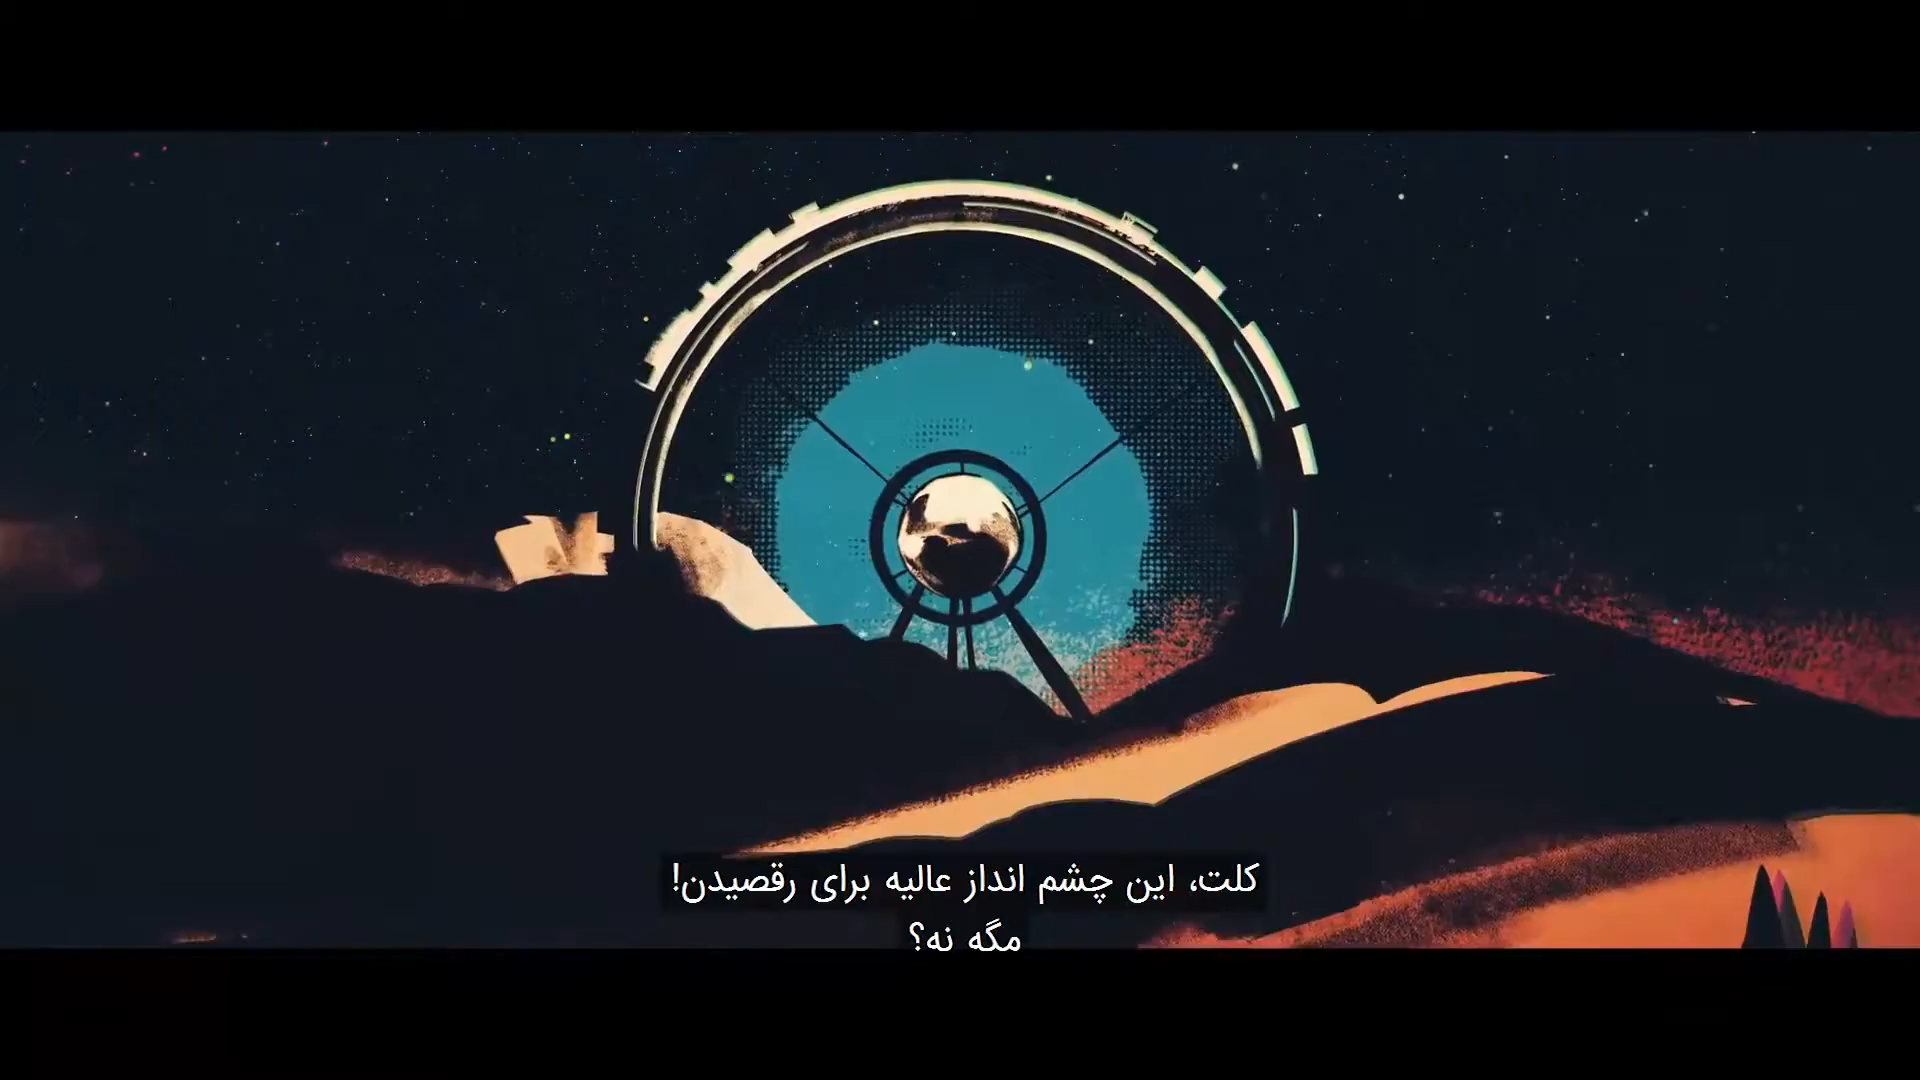 کلت، این چشم انداز عالیه برای رقصیدن!
مگه نه؟